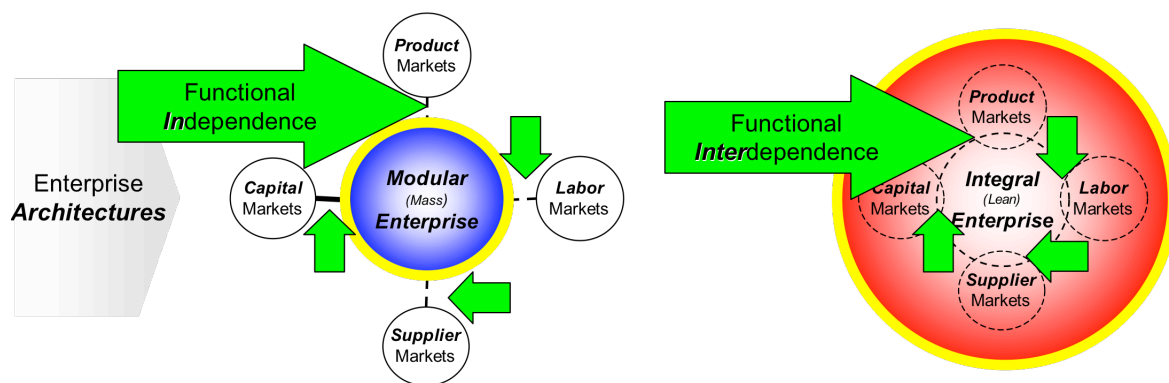 Enterprise
Architectures
Functional
Independence
Product
Markets
Capital
Markets
Modular
(Mass)
Enterprise
Labor
Markets
Supplier
Markets
Functional
Interdependence
Product
Markets
Capital
Markets
Integral
(Lean)
Enterprise
Labor
Markets
Supplier
Markets